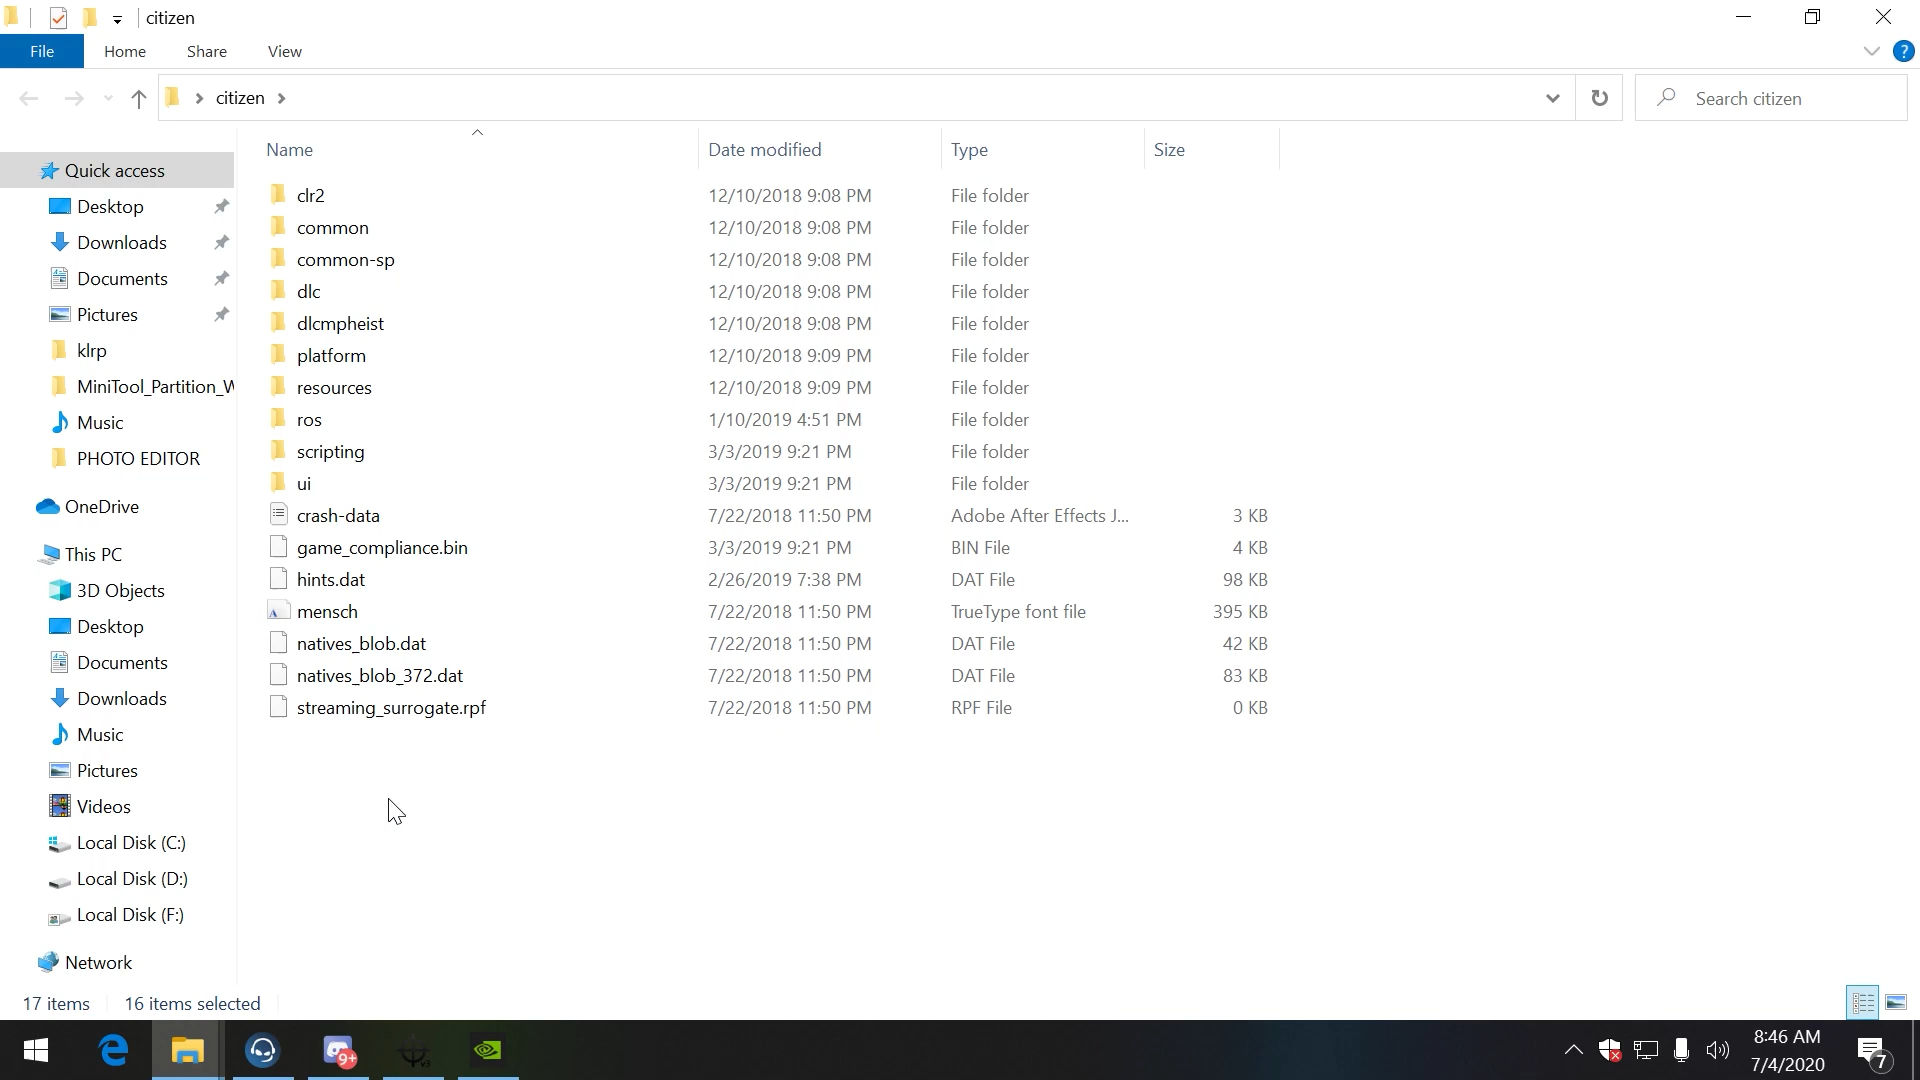 citizen
File Home Share View
?
citizen
Search citizen
Name Date modified Type Size
Quick access
Desktop
Downloads
Documents
Pictures
klrp
MiniTool_Partition_W
Music
PHOTO EDITOR
OneDrive
This PC
3D Objects
Desktop
Documents
Downloads
Music
Pictures
Videos
Local Disk (C:)
Local Disk (D:)
Local Disk (F:)
Network
clr2 12/10/2018 9:08 PM File folder
common 12/10/2018 9:08 PM File folder
common-sp 12/10/2018 9:08 PM File folder
dlc 12/10/2018 9:08 PM File folder
dlcmpheist 12/10/2018 9:08 PM File folder
platform 12/10/2018 9:09 PM File folder
resources 12/10/2018 9:09 PM File folder
ros 1/10/2019 4:51 PM File folder
scripting 3/3/2019 9:21 PM File folder
ui 3/3/2019 9:21 PM File folder
crash-data 7/22/2018 11:50 PM Adobe After Effects J... 3 KB
game_compliance.bin 3/3/2019 9:21 PM BIN File 4 KB
hints.dat 2/26/2019 7:38 PM DAT File 98 KB
mensch 7/22/2018 11:50 PM TrueType font file 395 KB
natives_blob.dat 7/22/2018 11:50 PM DAT File 42 KB
natives_blob_372.dat 7/22/2018 11:50 PM DAT File 83 KB
streaming_surrogate.rpf 7/22/2018 11:50 PM RPF File 0 KB
17 items 16 items selected
9+
v3
8:46 AM
7/4/2020
7